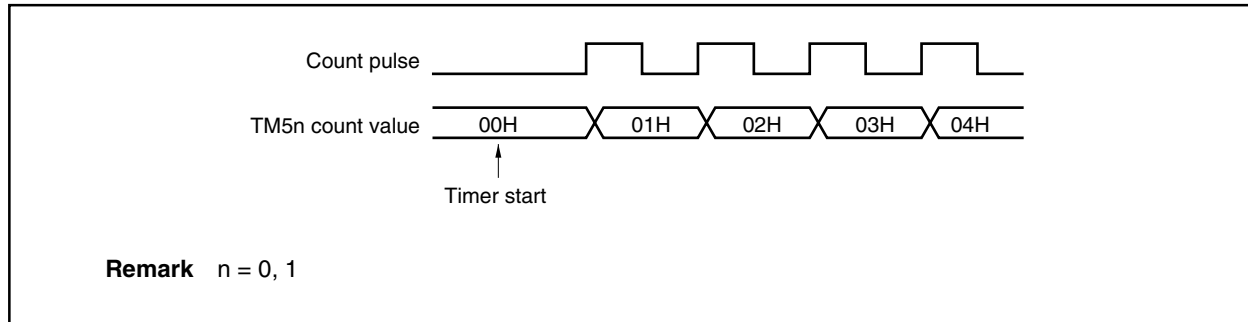 Count pulse
TM5n count value 00H 01H 02H 03H 04H
Timer start
Remark n = 0, 1